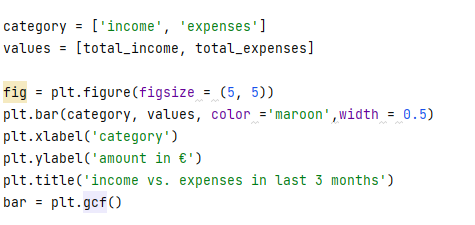 category = ['income', 'expenses']
values = [total_income, total_expenses]
fig = plt.figure(figsize = (5, 5))
plt.bar(category, values, color ='maroon',width = 0.5)
plt.xlabel('category')
plt.ylabel('amount in €')
plt.title('income vs. expenses in last 3 months')
bar = plt.gcf()